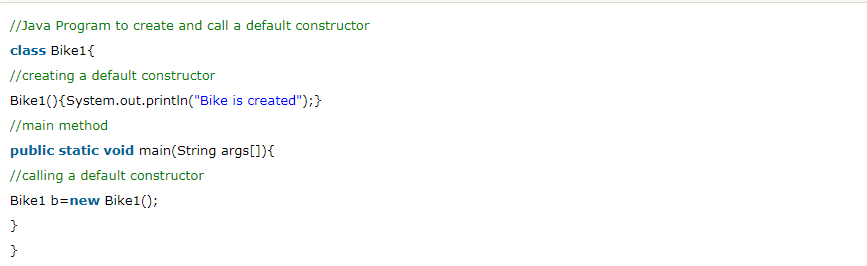 //Java Program to create and call a default constructor
class Bike1{
//creating a default constructor
Bike1(){System.out.println("Bike is created");}
//main method
public static void main(String args[]){
//calling a default constructor
Bike1 b=new Bike1();
}
}